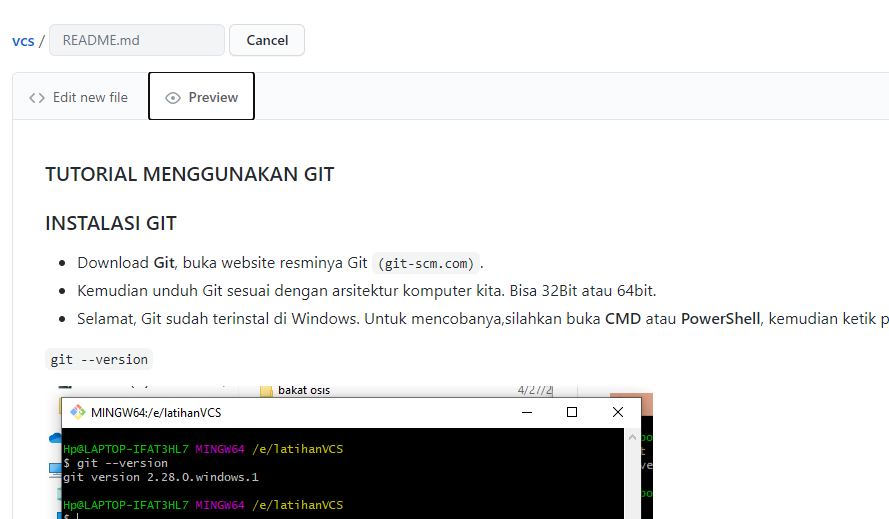 vcs / README.md Cancel
<> Edit new file Preview
TUTORIAL MENGGUNAKAN GIT
INSTALASI GIT
• Download Git, buka website resminya Git (git-scm.com) .
• Kemudian unduh Git sesuai dengan arsitektur komputer kita. Bisa 32Bit atau 64bit.
• Selamat, Git sudah terinstal di Windows. Untuk mencobanya,silahkan buka CMD atau PowerShell, kemudian ketik p
git --version
bakat osis 4/27/2
MINGW64:/e/latihanVCS
Hp@LAPTOP-IFAT3HL7 MINGW64 /e/latihanVCS
$ git --version
git version 2.28.0.windows.1
Hp@LAPTOP-IFAT3HL7 MINGW64 /e/latihanVCS
$